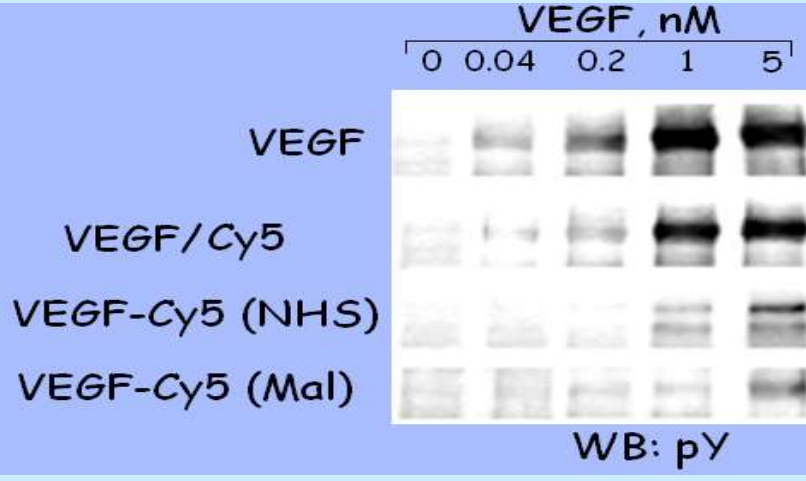 VEGF, nM
0 0.04 0.2 1 5
VEGF
VEGF/Cy5
VEGF-Cy5 (NHS)
VEGF-Cy5 (Mal)
WB: pY